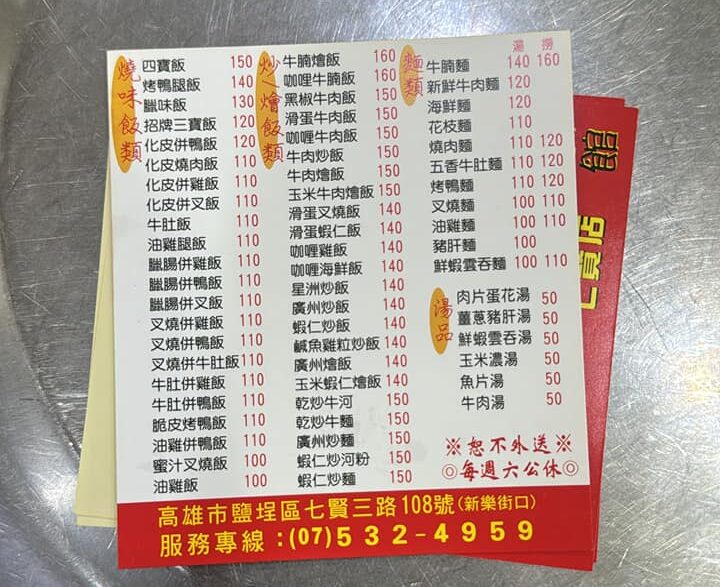 燒味飯類
四寶飯 150
烤鴨腿飯 140
臘味飯 130
招牌三寶飯 120
化皮併鴨飯 120
化皮燒肉飯 110
化皮併雞飯 110
化皮併叉飯 110
牛肚飯 110
油雞腿飯 110
臘腸併雞飯 110
臘腸併鴨飯 110
臘腸併叉飯 110
叉燒併雞飯 110
叉燒併鴨飯 110
叉燒併牛肚飯 110
牛肚併雞飯 110
牛肚併鴨飯 110
脆皮烤鴨飯 110
油雞併鴨飯 110
蜜汁叉燒飯 100
油雞飯 100
炒燴飯類
牛腩燴飯 160
咖哩牛腩飯 160
黑椒牛肉飯 150
滑蛋牛肉飯 150
咖哩牛肉飯 150
牛肉炒飯 150
牛肉燴飯 150
玉米牛肉燴飯 150
滑蛋叉燒飯 140
滑蛋蝦仁飯 140
咖哩雞飯 140
咖哩海鮮飯 140
星洲炒飯 140
廣州炒飯 140
蝦仁炒飯 140
鹹魚雞粒炒飯 140
廣州燴飯 140
玉米蝦仁燴飯 140
乾炒牛河 150
乾炒牛麵 150
廣州炒麵 150
蝦仁炒河粉 150
蝦仁炒麵 150
麵類
湯 撈
牛腩麵 140 160
新鮮牛肉麵 120
海鮮麵 120
花枝麵 110
燒肉麵 110 120
五香牛肚麵 110 120
烤鴨麵 110 120
叉燒麵 100 110
油雞麵 100 110
豬肝麵 100
鮮蝦雲吞麵 100 110
湯品
肉片蛋花湯 50
薑蔥豬肝湯 50
鮮蝦雲吞湯 50
玉米濃湯 50
魚片湯 50
牛肉湯 50
※恕不外送※
◎每週六公休◎
高雄市鹽埕區七賢三路108號(新樂街口)
服務專線:(07)532-4959
館
七賢店